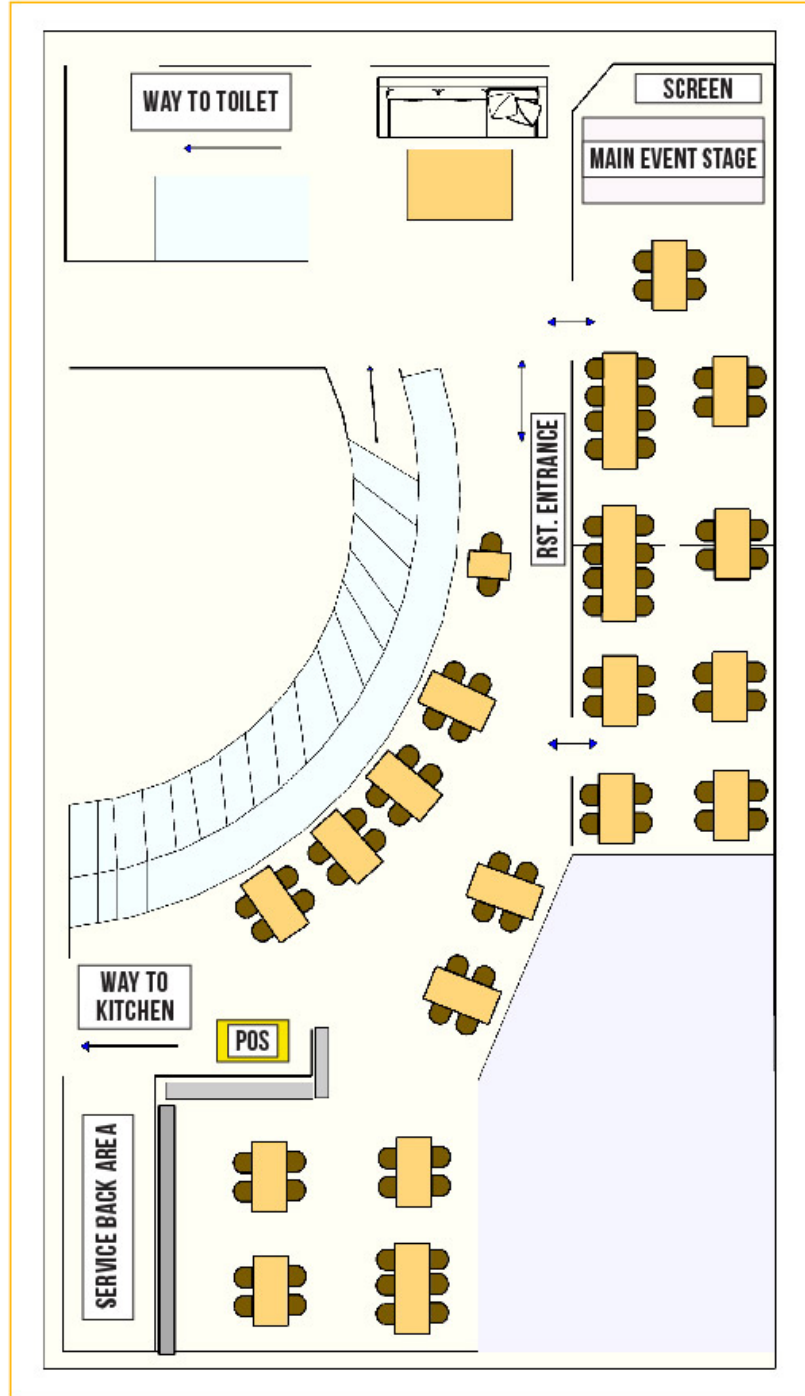 WAY TO TOILET
SCREEN
MAIN EVENT STAGE
RST. ENTRANCE
WAY TO
KITCHEN
POS
SERVICE BACK AREA